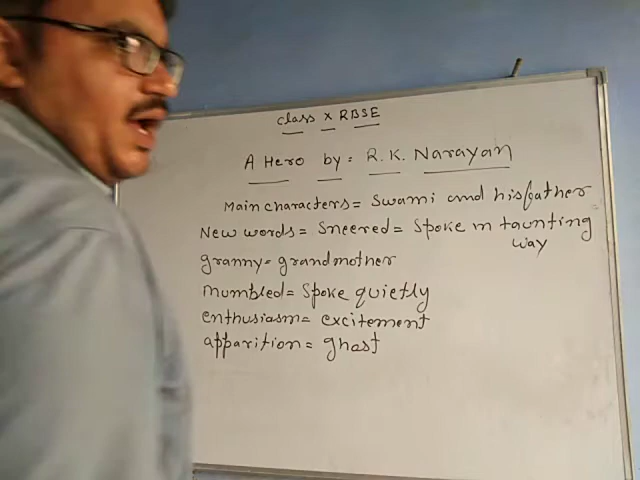 class x RBSE
A Hero by: R. K. Narayan
Main characters = Swami and his father
New words = Sneered = Spoke in taunting
way
granny = grandmother
mumbled = Spoke quietly
enthusiasm = excitement
apparition = ghost